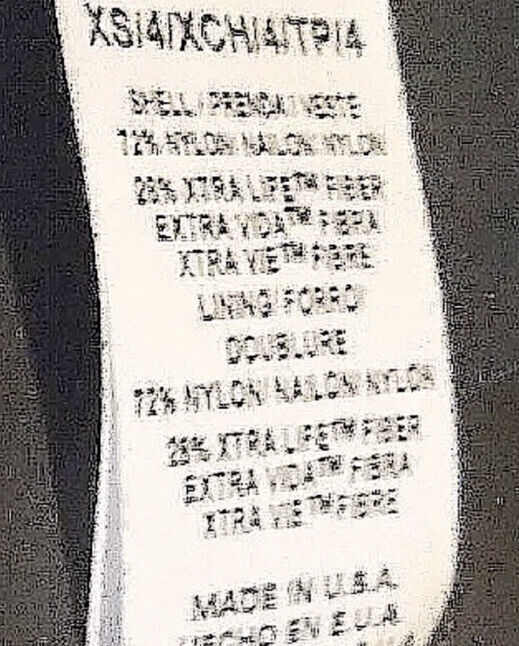 XS/4/XCH/4/TP/4
SHELL/PRENDA/VESTE
72% NYLON/NAILON/NYLON
28% XTRA LIFE™ FIBER
EXTRA VIDA™ FIBRA
XTRA VIE™ FIBRE
LINING/FORRO/
DOUBLURE
72% NYLON/NAILON/NYLON
28% XTRA LIFE™ FIBER
EXTRA VIDA™ FIBRA
XTRA VIE™ FIBRE
MADE IN U.S.A.
HECHO EN E.U.A.